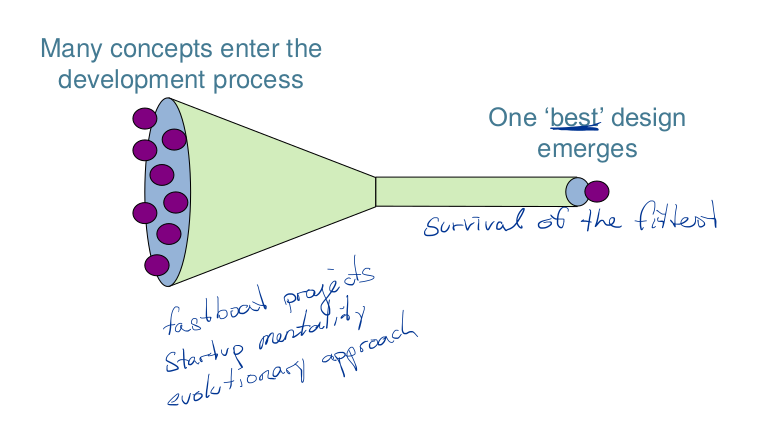 Many concepts enter the
development process
One ‘best’ design
emerges
survival of the fittest
fastboat projects
Startup mentality
evolutionary approach